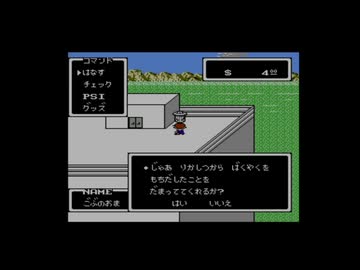 コマンド
▶はなす
チェック
PSI
グッズ
$ 4.00
◆じゃあ りかしつから ばくやくを
もちだしたことを
だまっててくれるか?
はい いいえ
NAME
こぶのおま